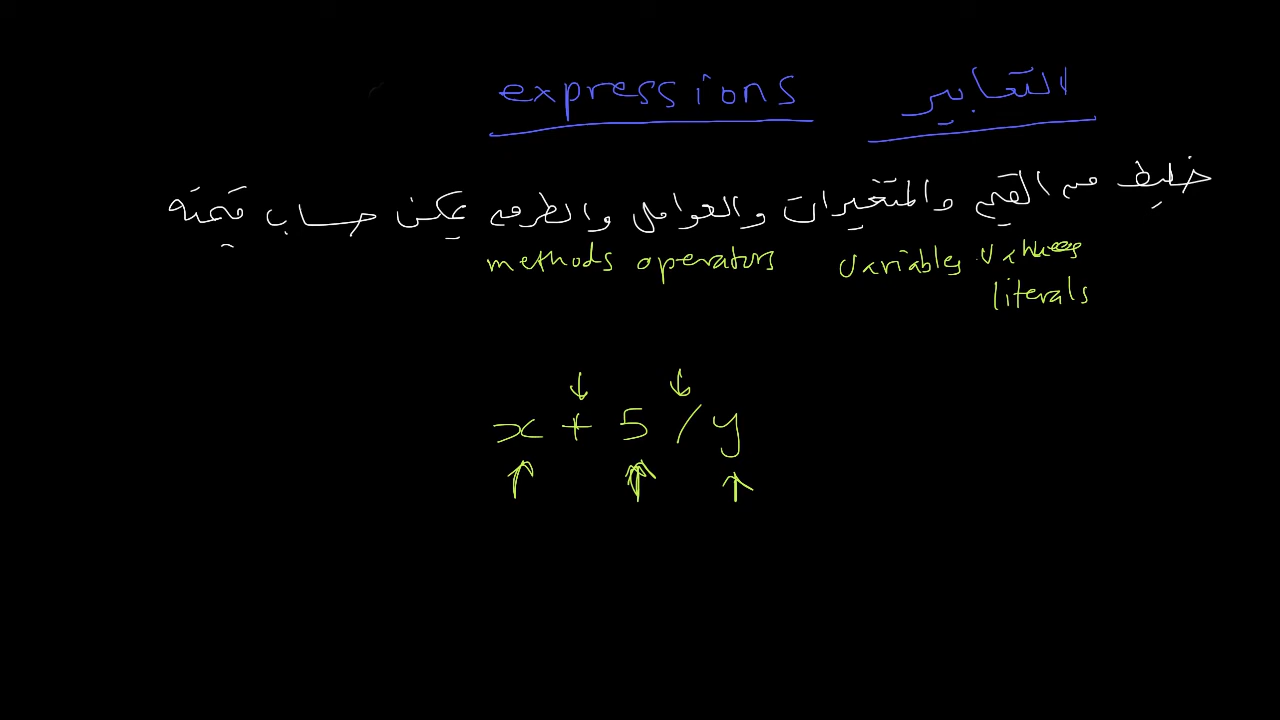 التعابير expressions
خليط من القيم والمتغيرات والعوامل والطرق يمكن حساب قيمته
methods operators variables values
literals
x + 5 / y